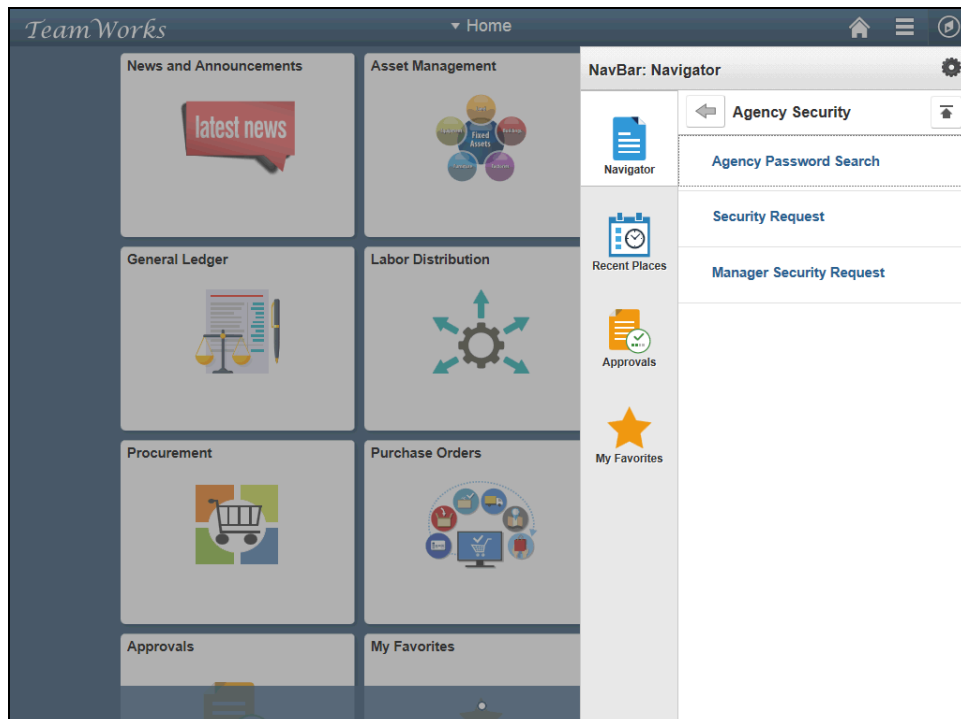 TeamWorks
Home
NavBar: Navigator
News and Announcements
latest news
Asset Management
Fixed
Assets
Navigator
Agency Security
Agency Password Search
Security Request
Manager Security Request
Recent Places
Approvals
My Favorites
General Ledger
Labor Distribution
Procurement
Purchase Orders
Approvals
My Favorites